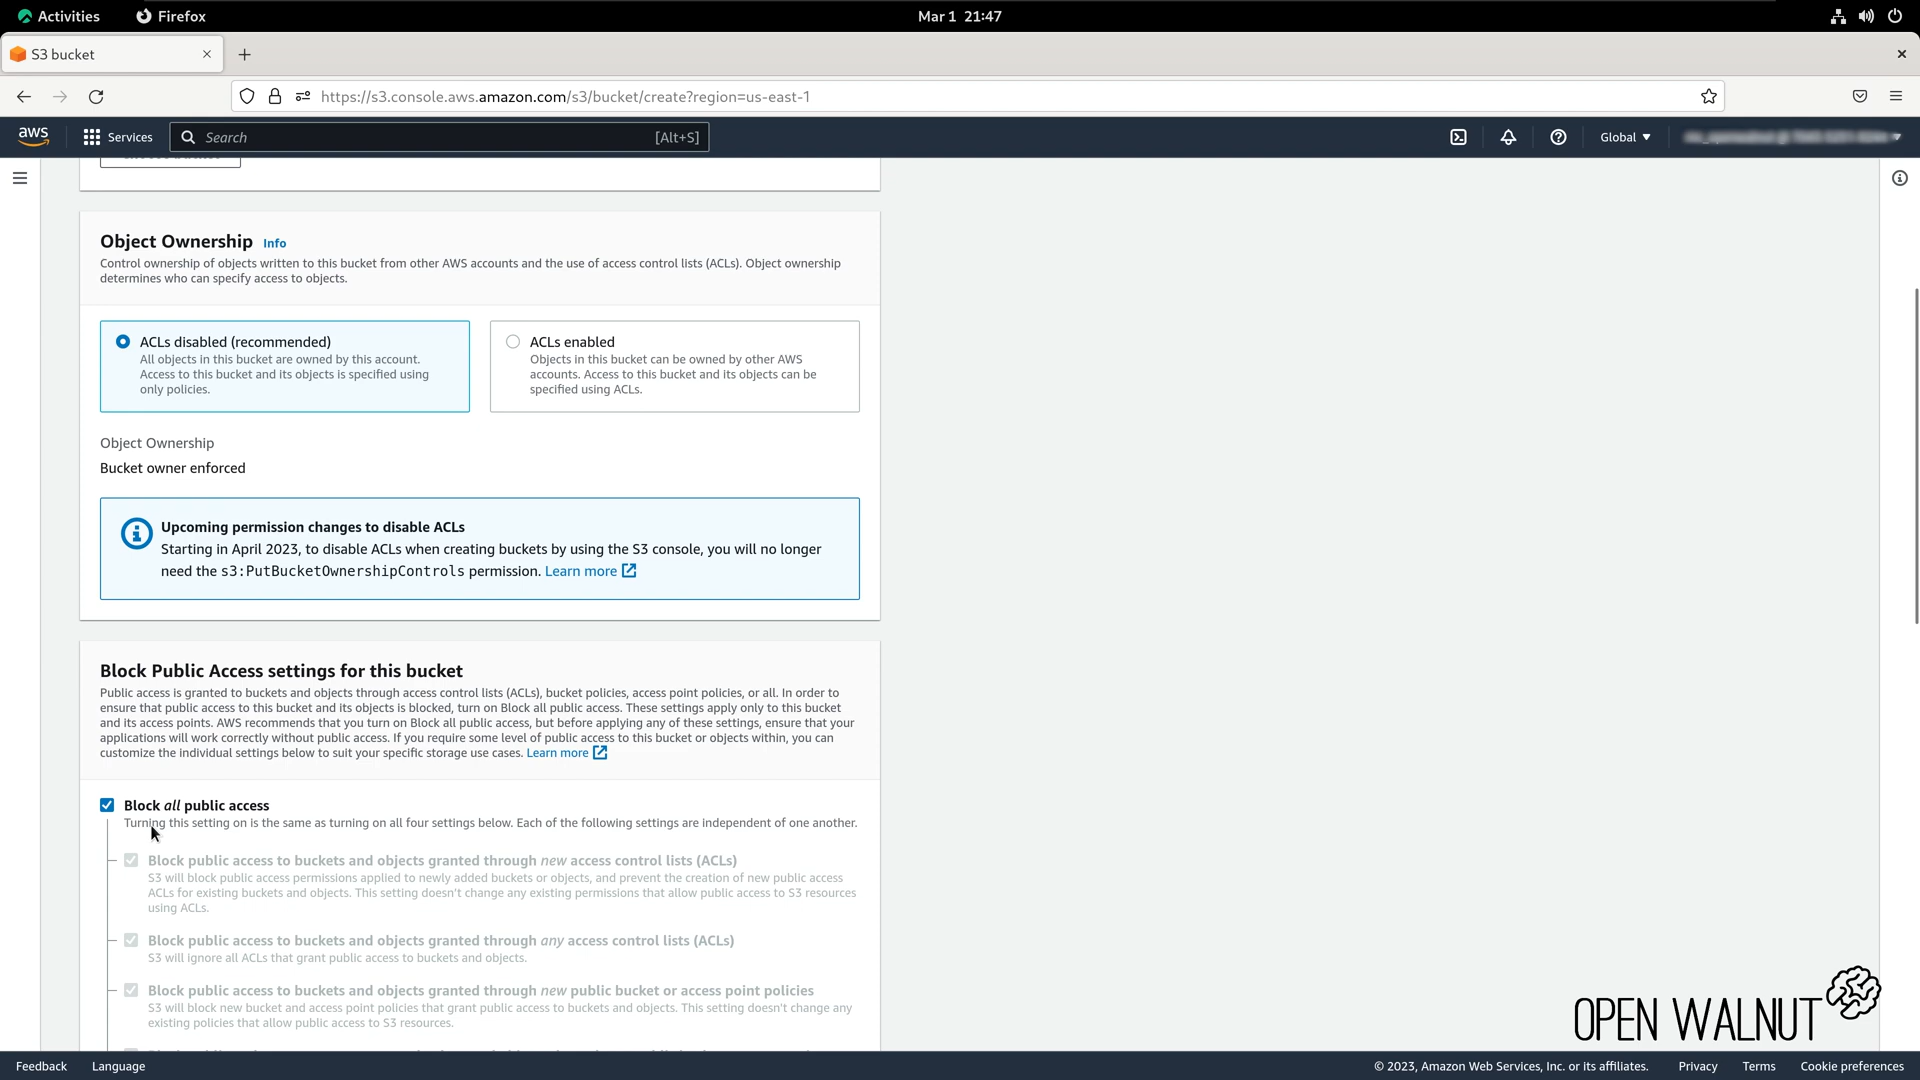 Activities
Firefox
Mar 1 21:47
S3 bucket
https://s3.console.aws.amazon.com/s3/bucket/create?region=us-east-1
aws
Services
Search
[Alt+S]
Global
Object Ownership Info
Control ownership of objects written to this bucket from other AWS accounts and the use of access control lists (ACLs). Object ownership
determines who can specify access to objects.
ACLs disabled (recommended)
All objects in this bucket are owned by this account.
Access to this bucket and its objects is specified using
only policies.
ACLs enabled
Objects in this bucket can be owned by other AWS
accounts. Access to this bucket and its objects can be
specified using ACLs.
Object Ownership
Bucket owner enforced
Upcoming permission changes to disable ACLs
Starting in April 2023, to disable ACLs when creating buckets by using the S3 console, you will no longer
need the s3:PutBucketOwnershipControls permission. Learn more
Block Public Access settings for this bucket
Public access is granted to buckets and objects through access control lists (ACLs), bucket policies, access point policies, or all. In order to
ensure that public access to this bucket and its objects is blocked, turn on Block all public access. These settings apply only to this bucket
and its access points. AWS recommends that you turn on Block all public access, but before applying any of these settings, ensure that your
applications will work correctly without public access. If you require some level of public access to this bucket or objects within, you can
customize the individual settings below to suit your specific storage use cases. Learn more
Block all public access
Turning this setting on is the same as turning on all four settings below. Each of the following settings are independent of one another.
Block public access to buckets and objects granted through new access control lists (ACLs)
S3 will block public access permissions applied to newly added buckets or objects, and prevent the creation of new public access
ACLs for existing buckets and objects. This setting doesn't change any existing permissions that allow public access to S3 resources
using ACLs.
Block public access to buckets and objects granted through any access control lists (ACLs)
S3 will ignore all ACLs that grant public access to buckets and objects.
Block public access to buckets and objects granted through new public bucket or access point policies
S3 will block new bucket and access point policies that grant public access to buckets and objects. This setting doesn't change any
existing policies that allow public access to S3 resources.
OPEN WALNUT
Feedback
Language
© 2023, Amazon Web Services, Inc. or its affiliates.
Privacy
Terms
Cookie preferences